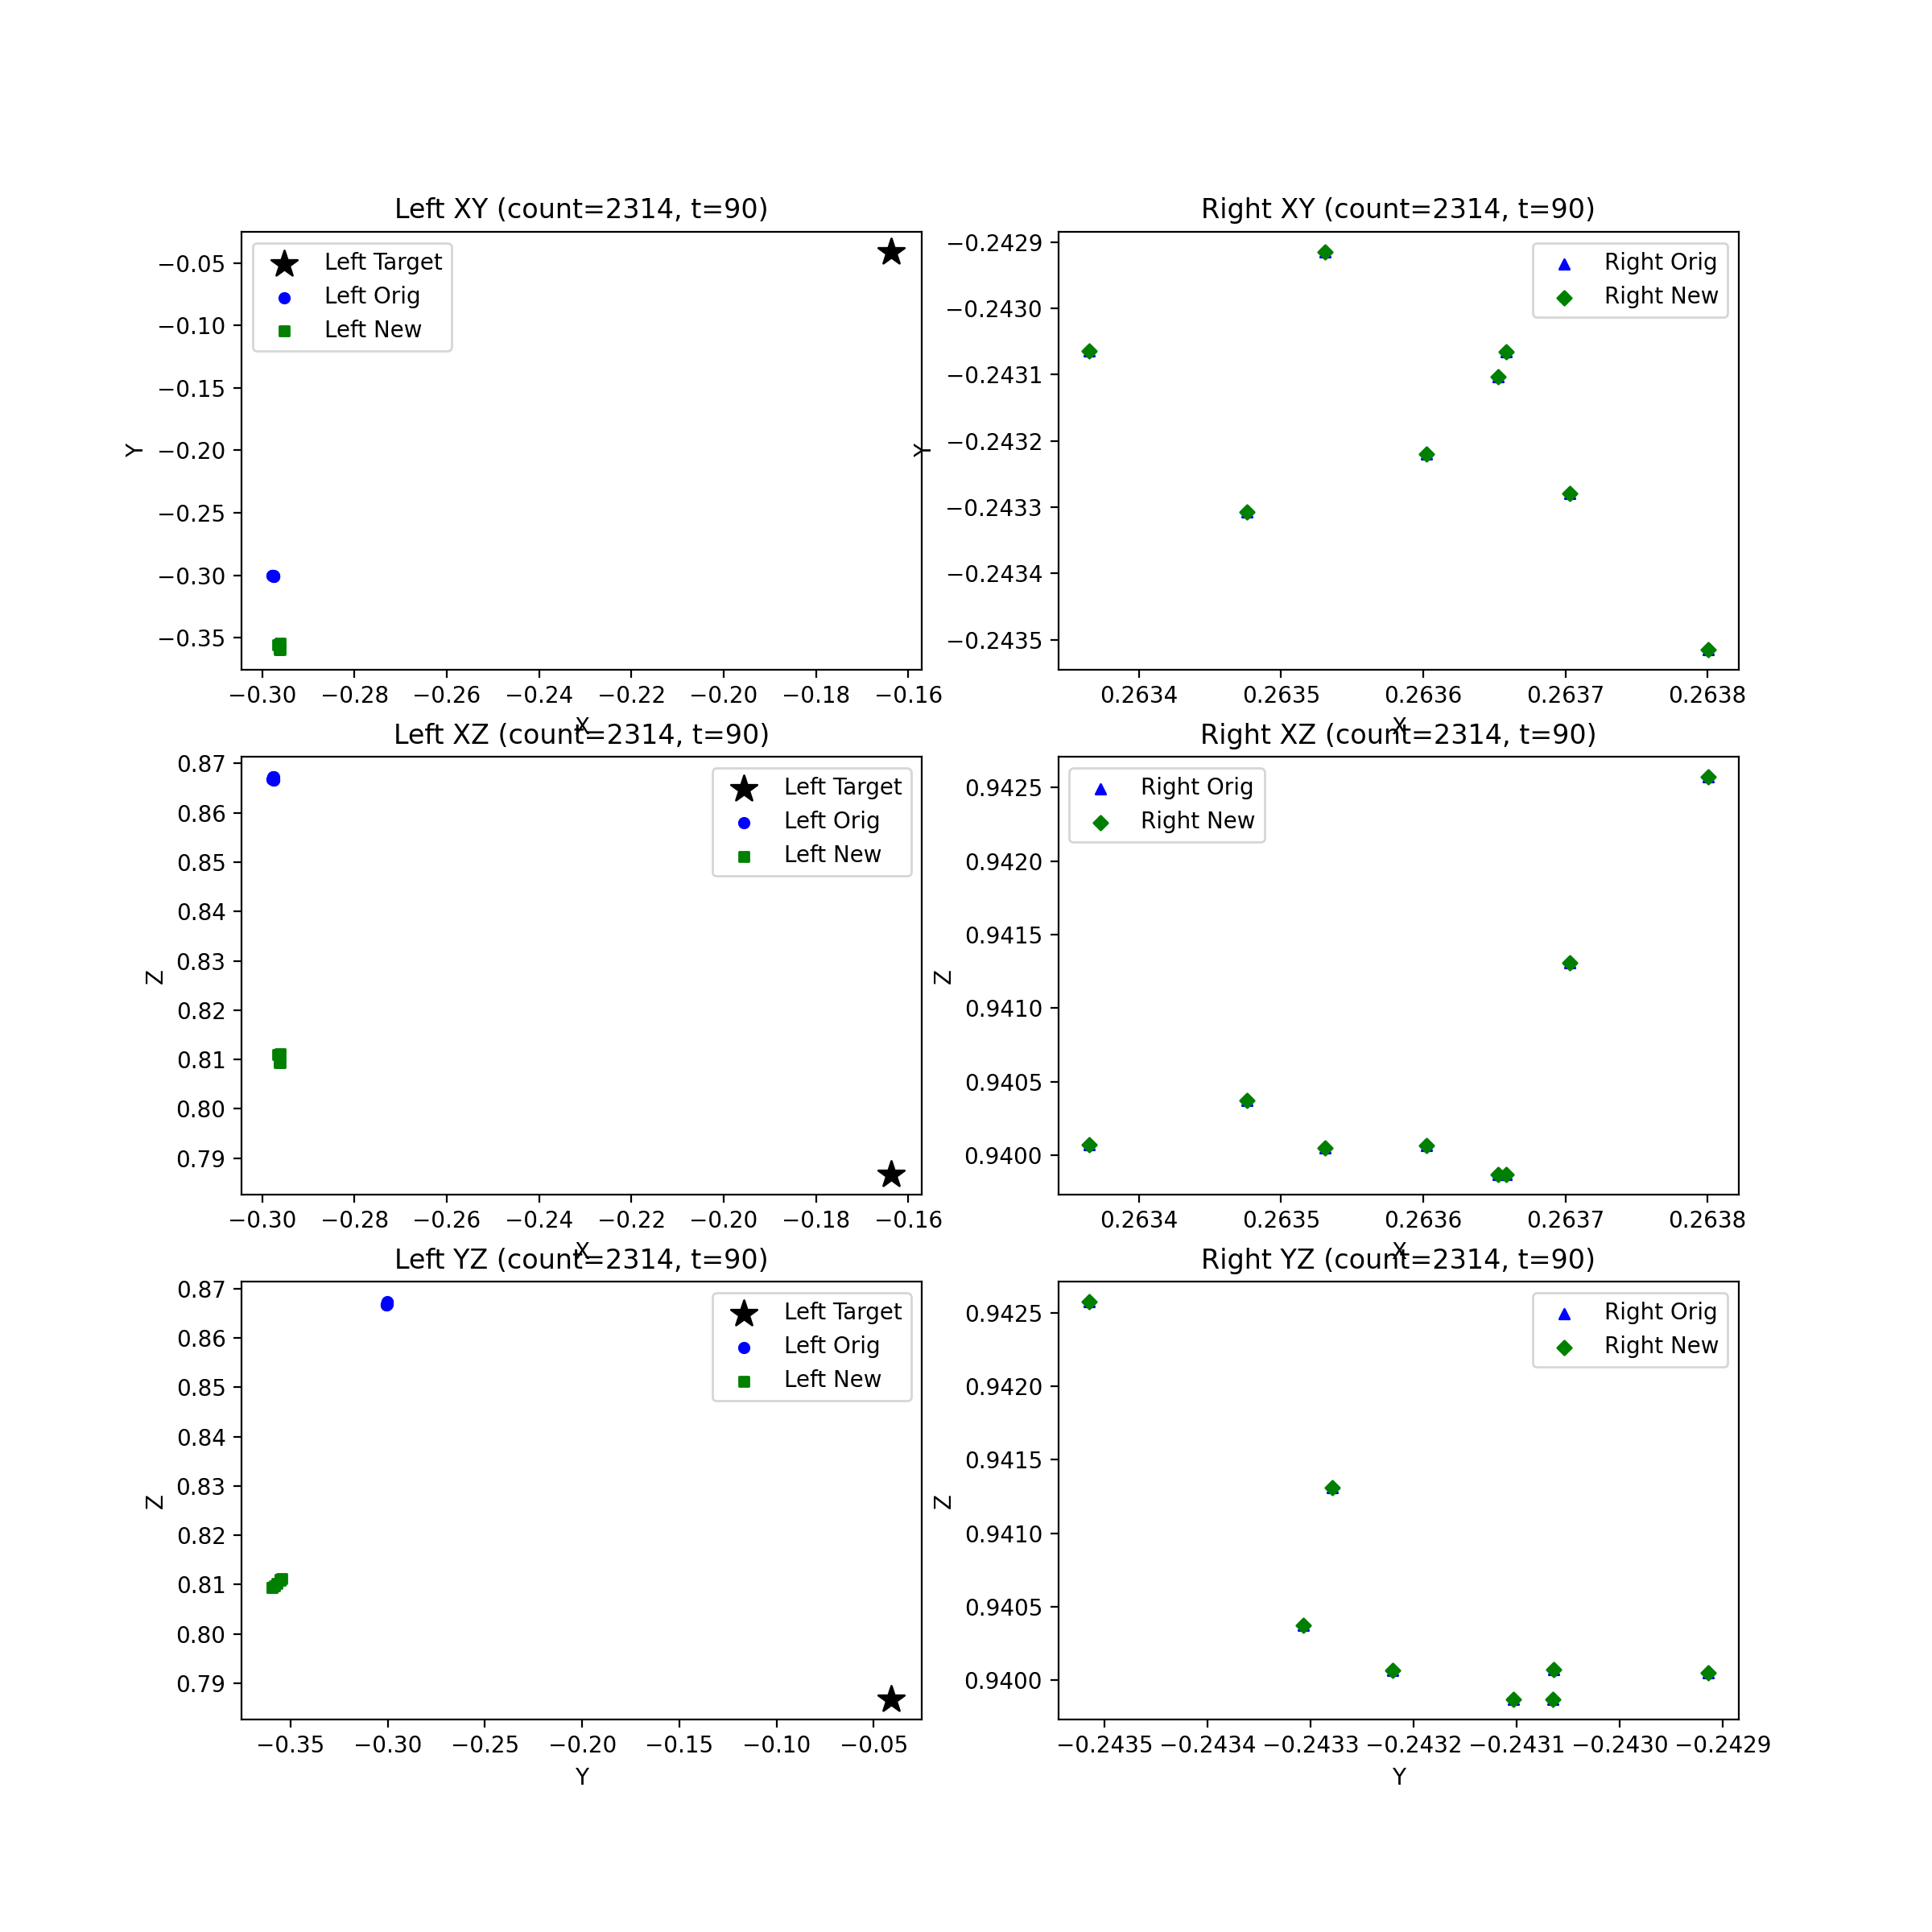 Left XY (count=2314, t=90)
Left Target
Left Orig
Left New
−0.05
−0.10
−0.15
−0.20
−0.25
−0.30
−0.35
Y
−0.30 −0.28 −0.26 −0.24 −0.22 −0.20 −0.18 −0.16
X
Right XY (count=2314, t=90)
Right Orig
Right New
−0.2429
−0.2430
−0.2431
−0.2432
−0.2433
−0.2434
−0.2435
Y
0.2634 0.2635 0.2636 0.2637 0.2638
X
Left XZ (count=2314, t=90)
Left Target
Left Orig
Left New
0.87
0.86
0.85
0.84
0.83
0.82
0.81
0.80
0.79
Z
−0.30 −0.28 −0.26 −0.24 −0.22 −0.20 −0.18 −0.16
X
Right XZ (count=2314, t=90)
Right Orig
Right New
0.9425
0.9420
0.9415
0.9410
0.9405
0.9400
Z
0.2634 0.2635 0.2636 0.2637 0.2638
X
Left YZ (count=2314, t=90)
Left Target
Left Orig
Left New
0.87
0.86
0.85
0.84
0.83
0.82
0.81
0.80
0.79
Z
−0.35 −0.30 −0.25 −0.20 −0.15 −0.10 −0.05
Y
Right YZ (count=2314, t=90)
Right Orig
Right New
0.9425
0.9420
0.9415
0.9410
0.9405
0.9400
Z
−0.2435 −0.2434 −0.2433 −0.2432 −0.2431 −0.2430 −0.2429
Y